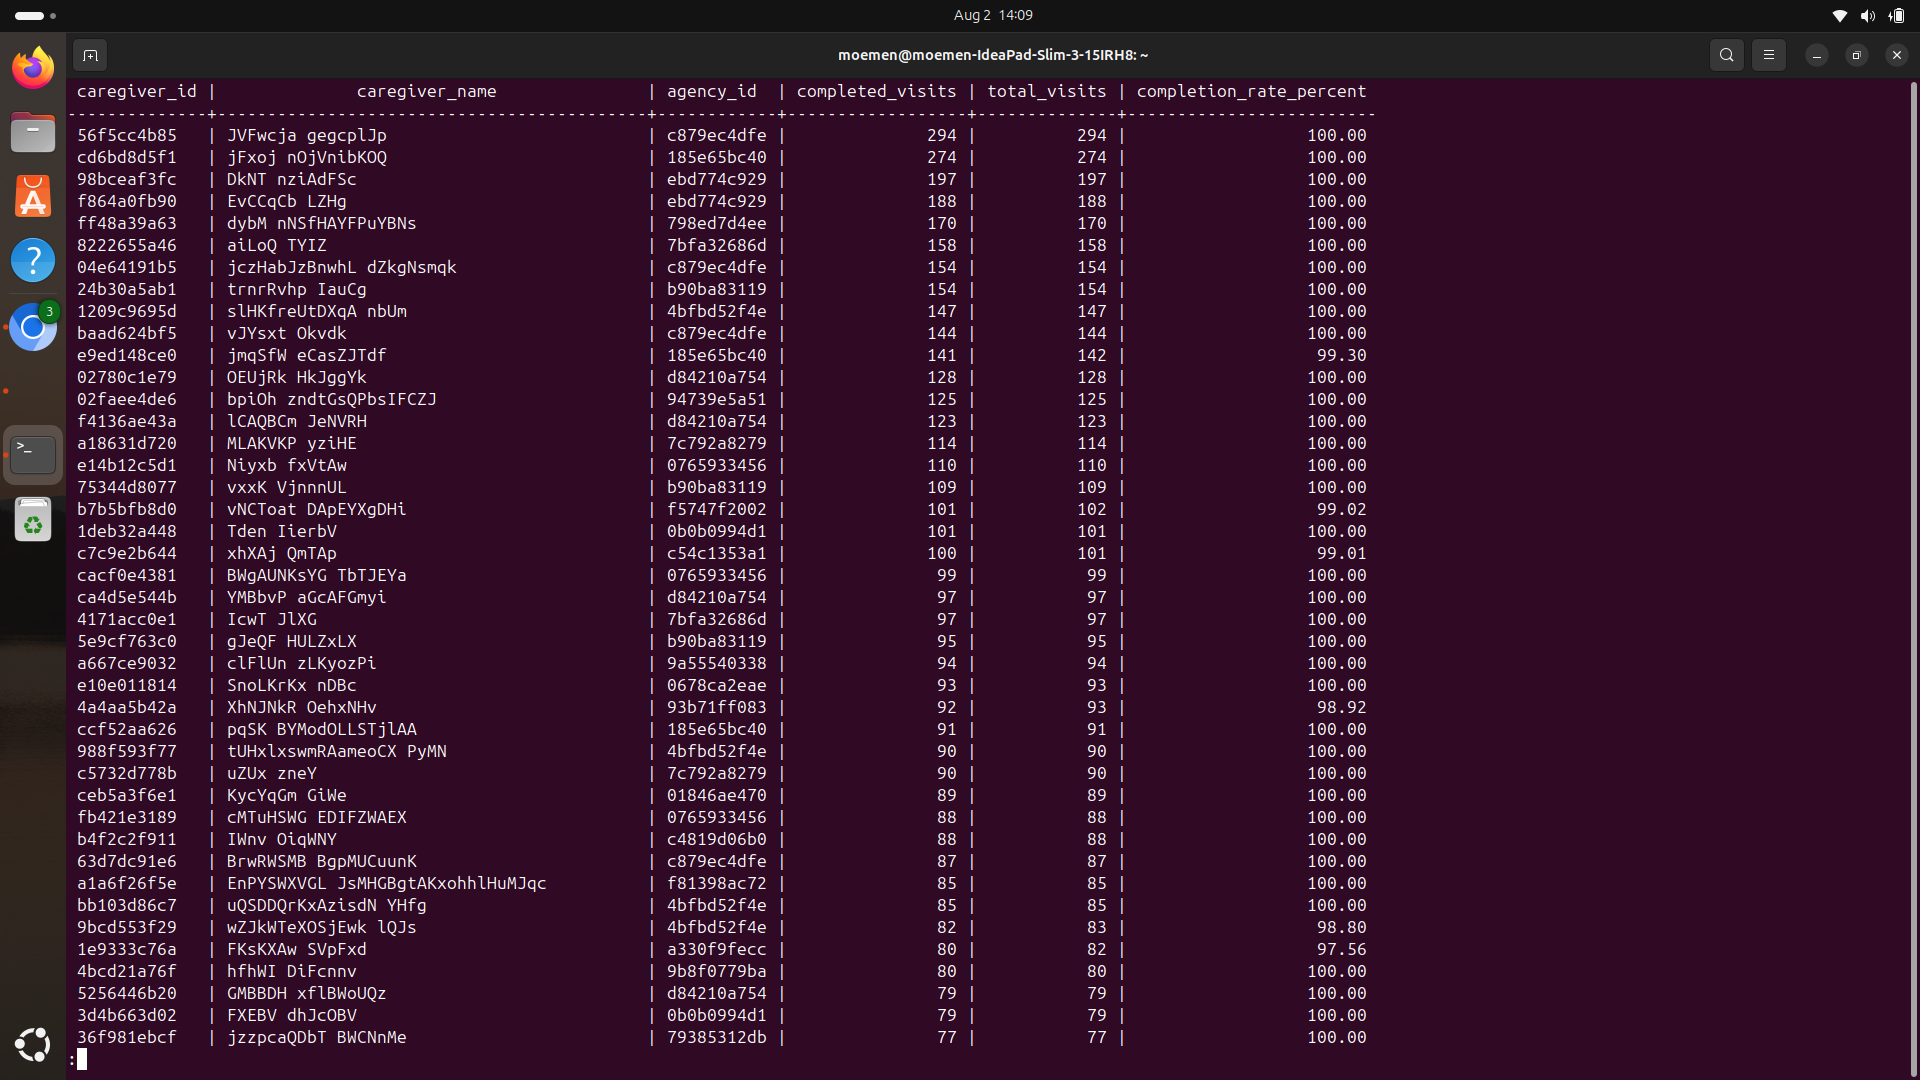 Aug 2 14:09
moemen@moemen-IdeaPad-Slim-3-15IRH8: ~
caregiver_id | caregiver_name | agency_id | completed_visits | total_visits | completion_rate_percent
--------------+-------------------------------------------+------------+------------------+--------------+-------------------------
56f5cc4b85 | JVFwcja gegcplJp | c879ec4dfe | 294 | 294 | 100.00
cd6bd8d5f1 | jFxoj nOjVnibKOQ | 185e65bc40 | 274 | 274 | 100.00
98bceaf3fc | DkNT nziAdFSc | ebd774c929 | 197 | 197 | 100.00
f864a0fb90 | EvCCqCb LZHg | ebd774c929 | 188 | 188 | 100.00
ff48a39a63 | dybM nNSfHAYFPuYBNs | 798ed7d4ee | 170 | 170 | 100.00
8222655a46 | aiLoQ TYIZ | 7bfa32686d | 158 | 158 | 100.00
04e64191b5 | jczHabJzBnwhL dZkgNsmqk | c879ec4dfe | 154 | 154 | 100.00
24b30a5ab1 | trnrRvhp IauCg | b90ba83119 | 154 | 154 | 100.00
1209c9695d | slHKfreUtDXqA nbUm | 4bfbd52f4e | 147 | 147 | 100.00
baad624bf5 | vJYsxt Okvdk | c879ec4dfe | 144 | 144 | 100.00
e9ed148ce0 | jmqSfW eCasZJTdf | 185e65bc40 | 141 | 142 | 99.30
02780c1e79 | OEUjRk HkJggYk | d84210a754 | 128 | 128 | 100.00
02faee4de6 | bpiOh zndtGsQPbsIFCZJ | 94739e5a51 | 125 | 125 | 100.00
f4136ae43a | lCAQBCm JeNVRH | d84210a754 | 123 | 123 | 100.00
a18631d720 | MLAKVKP yziHE | 7c792a8279 | 114 | 114 | 100.00
e14b12c5d1 | Niyxb fxVtAw | 0765933456 | 110 | 110 | 100.00
75344d8077 | vxxK VjnnnUL | b90ba83119 | 109 | 109 | 100.00
b7b5bfb8d0 | vNCToat DApEYXgDHi | f5747f2002 | 101 | 102 | 99.02
1deb32a448 | Tden IierbV | 0b0b0994d1 | 101 | 101 | 100.00
c7c9e2b644 | xhXAj QmTAp | c54c1353a1 | 100 | 101 | 99.01
cacf0e4381 | BWgAUNKsYG TbTJEYa | 0765933456 | 99 | 99 | 100.00
ca4d5e544b | YMBbvP aGcAFGmyi | d84210a754 | 97 | 97 | 100.00
4171acc0e1 | IcwT JlXG | 7bfa32686d | 97 | 97 | 100.00
5e9cf763c0 | gJeQF HULZxLX | b90ba83119 | 95 | 95 | 100.00
a667ce9032 | clFlUn zLKyozPi | 9a55540338 | 94 | 94 | 100.00
e10e011814 | SnoLKrKx nDBc | 0678ca2eae | 93 | 93 | 100.00
4a4aa5b42a | XhNJNkR OehxNHv | 93b71ff083 | 92 | 93 | 98.92
ccf52aa626 | pqSK BYModOLLSTjlAA | 185e65bc40 | 91 | 91 | 100.00
988f593f77 | tUHxlxswmRAameoCX PyMN | 4bfbd52f4e | 90 | 90 | 100.00
c5732d778b | uZUx zneY | 7c792a8279 | 90 | 90 | 100.00
ceb5a3f6e1 | KycYqGm GiWe | 01846ae470 | 89 | 89 | 100.00
fb421e3189 | cMTuHSWG EDIFZWAEX | 0765933456 | 88 | 88 | 100.00
b4f2c2f911 | IWnv OiqWNY | c4819d06b0 | 88 | 88 | 100.00
63d7dc91e6 | BrwRWSMB BgpMUCuunK | c879ec4dfe | 87 | 87 | 100.00
a1a6f26f5e | EnPYSWXVGL JsMHGBgtAKxohhlHuMJqc | f81398ac72 | 85 | 85 | 100.00
bb103d86c7 | uQSDDQrKxAzisdN YHfg | 4bfbd52f4e | 85 | 85 | 100.00
9bcd553f29 | wZJkWTeXOSjEwk lQJs | 4bfbd52f4e | 82 | 83 | 98.80
1e9333c76a | FKsKXAw SVpFxd | a330f9fecc | 80 | 82 | 97.56
4bcd21a76f | hfhWI DiFcnnv | 9b8f0779ba | 80 | 80 | 100.00
5256446b20 | GMBBDH xflBWoUQz | d84210a754 | 79 | 79 | 100.00
3d4b663d02 | FXEBV dhJcOBV | 0b0b0994d1 | 79 | 79 | 100.00
36f981ebcf | jzzpcaQDbT BWCNnMe | 79385312db | 77 | 77 | 100.00
:
3